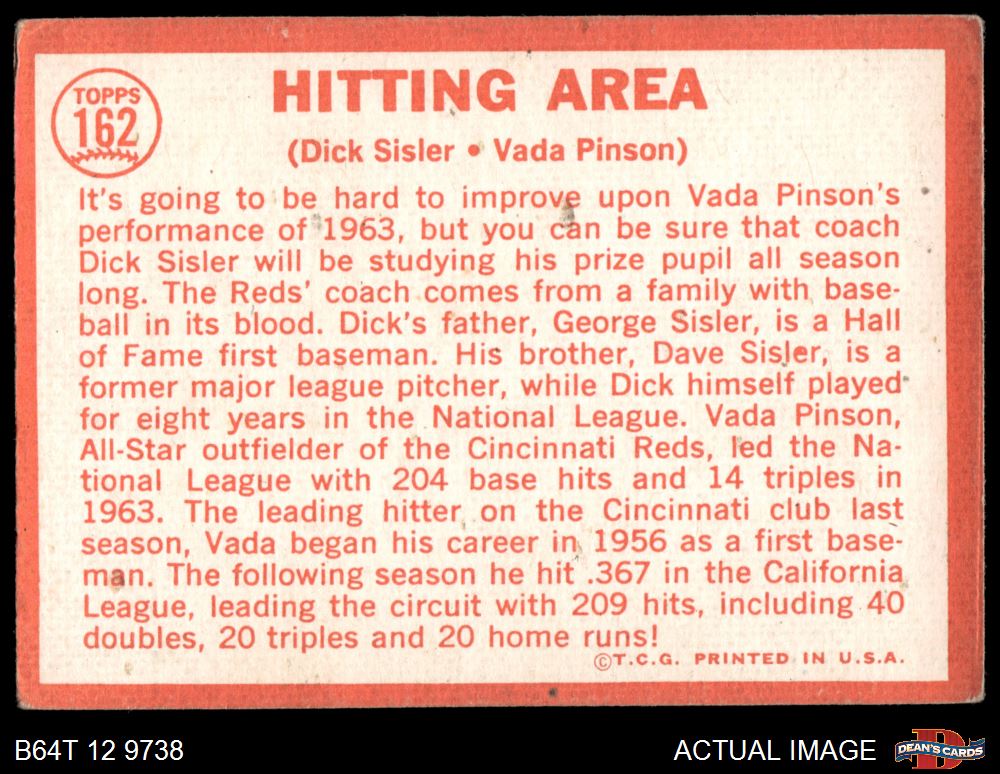 TOPPS
162
HITTING AREA
(Dick Sisler • Vada Pinson)
It's going to be hard to improve upon Vada Pinson's
performance of 1963, but you can be sure that coach
Dick Sisler will be studying his prize pupil all season
long. The Reds' coach comes from a family with base-
ball in its blood. Dick's father, George Sisler, is a Hall
of Fame first baseman. His brother, Dave Sisler, is a
former major league pitcher, while Dick himself played
for eight years in the National League. Vada Pinson,
All-Star outfielder of the Cincinnati Reds, led the Na-
tional League with 204 base hits and 14 triples in
1963. The leading hitter on the Cincinnati club last
season, Vada began his career in 1956 as a first base-
man. The following season he hit .367 in the California
League, leading the circuit with 209 hits, including 40
doubles, 20 triples and 20 home runs!
©T.C.G. PRINTED IN U.S.A.
B64T 12 9738
ACTUAL IMAGE
DEAN'S CARDS